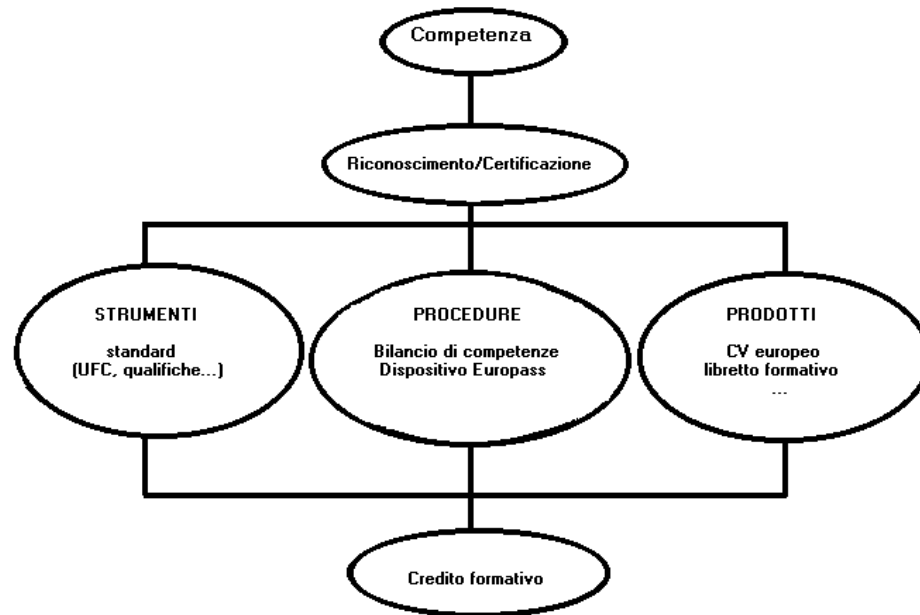 Competenza
Riconoscimento/Certificazione
STRUMENTI
standard
(UFC, qualifiche...)
PROCEDURE
Bilancio di competenze
Dispositivo Europass
PRODOTTI
CV europeo
libretto formativo
...
Credito formativo